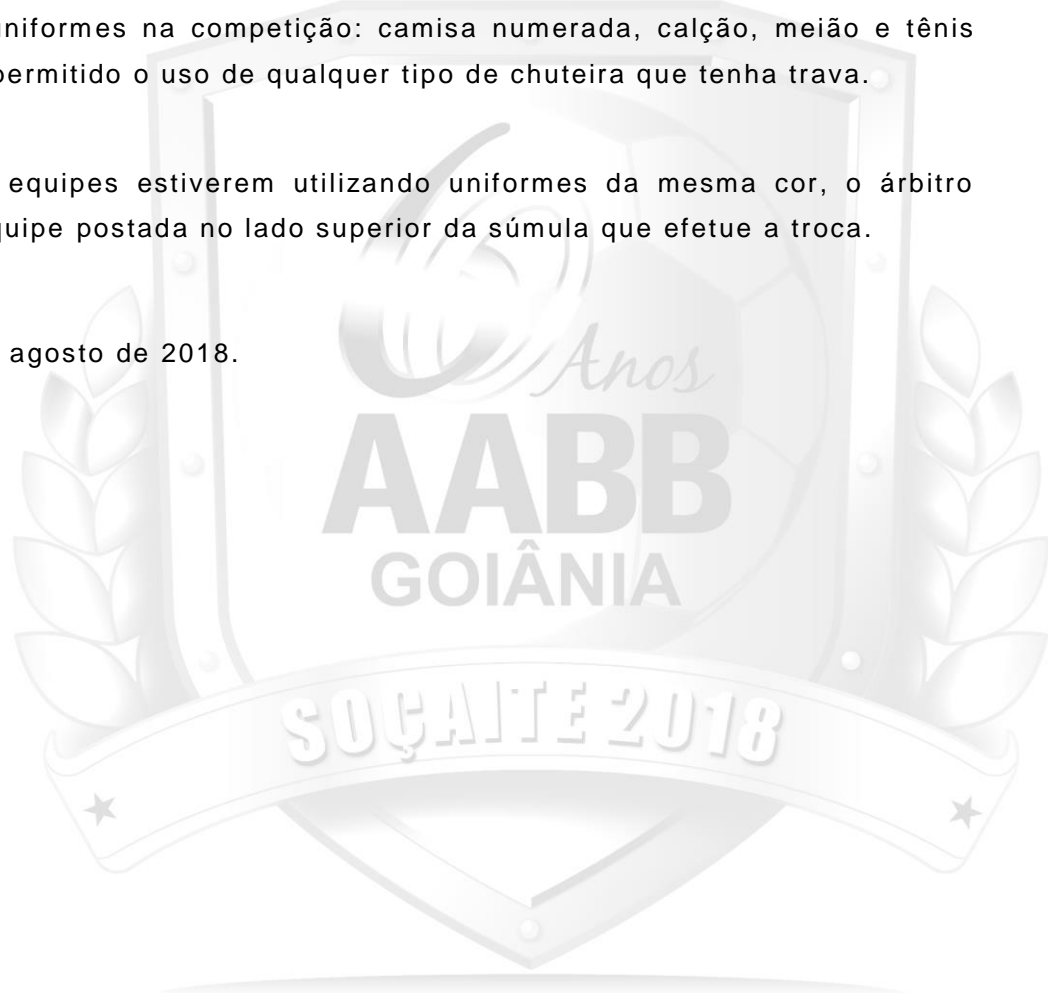 uniformes na competição: camisa numerada, calção, meião e tênis
permitido o uso de qualquer tipo de chuteira que tenha trava.
equipes estiverem utilizando uniformes da mesma cor, o árbitro
quipe postada no lado superior da súmula que efetue a troca.
agosto de 2018.
6 Anos
AABB
GOIÂNIA
SOÇAITE 2018